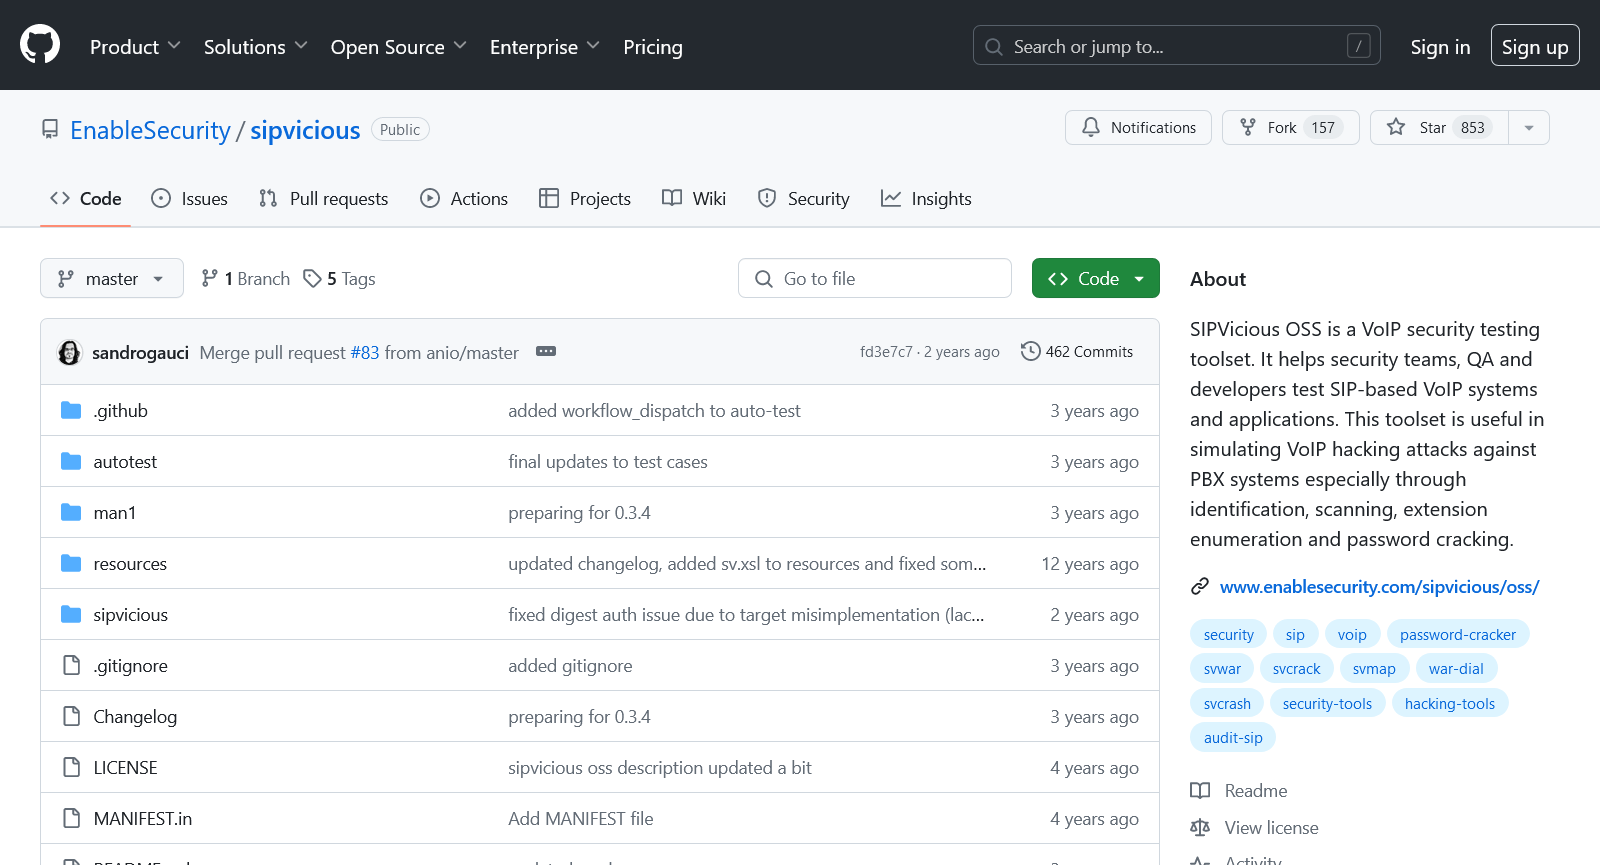 Product Solutions Open Source Enterprise Pricing Search or jump to... / Sign in Sign up
EnableSecurity / sipvicious Public Notifications Fork 157 Star 853
Code Issues Pull requests Actions Projects Wiki Security Insights
master 1 Branch 5 Tags Go to file Code
sandrogauci Merge pull request #83 from anio/master fd3e7c7 · 2 years ago 462 Commits
.github added workflow_dispatch to auto-test 3 years ago
autotest final updates to test cases 3 years ago
man1 preparing for 0.3.4 3 years ago
resources updated changelog, added sv.xsl to resources and fixed som... 12 years ago
sipvicious fixed digest auth issue due to target misimplementation (lac... 2 years ago
.gitignore added gitignore 3 years ago
Changelog preparing for 0.3.4 3 years ago
LICENSE sipvicious oss description updated a bit 4 years ago
MANIFEST.in Add MANIFEST file 4 years ago
About
SIPVicious OSS is a VoIP security testing
toolset. It helps security teams, QA and
developers test SIP-based VoIP systems
and applications. This toolset is useful in
simulating VoIP hacking attacks against
PBX systems especially through
identification, scanning, extension
enumeration and password cracking.
www.enablesecurity.com/sipvicious/oss/
security sip voip password-cracker
svwar svcrack svmap war-dial
svcrash security-tools hacking-tools
audit-sip
Readme
View license
Activity